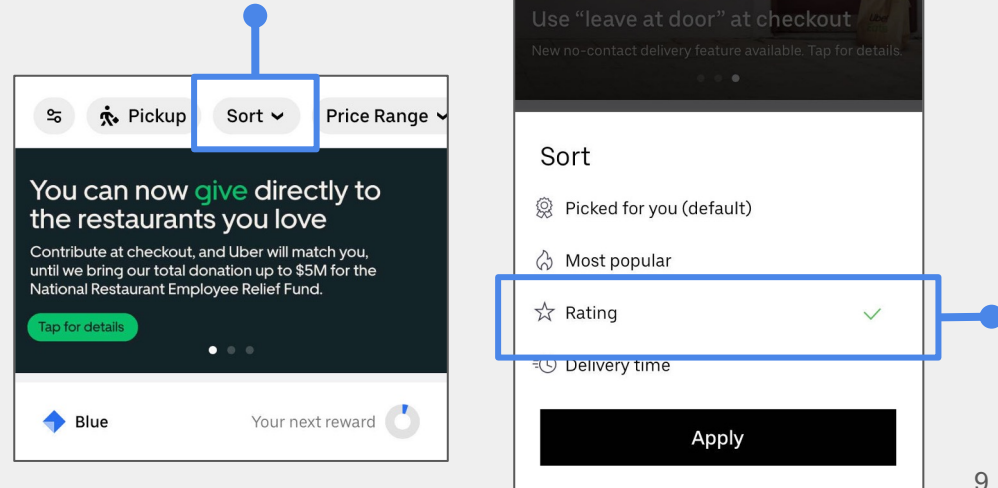 Pickup
Sort
Price Range
You can now give directly to
the restaurants you love
Contribute at checkout, and Uber will match you,
until we bring our total donation up to $5M for the
National Restaurant Employee Relief Fund.
Tap for details
Blue
Your next reward
Use “leave at door” at checkout
New no-contact delivery feature available. Tap for details.
Sort
Picked for you (default)
Most popular
Rating
Delivery time
Apply
9